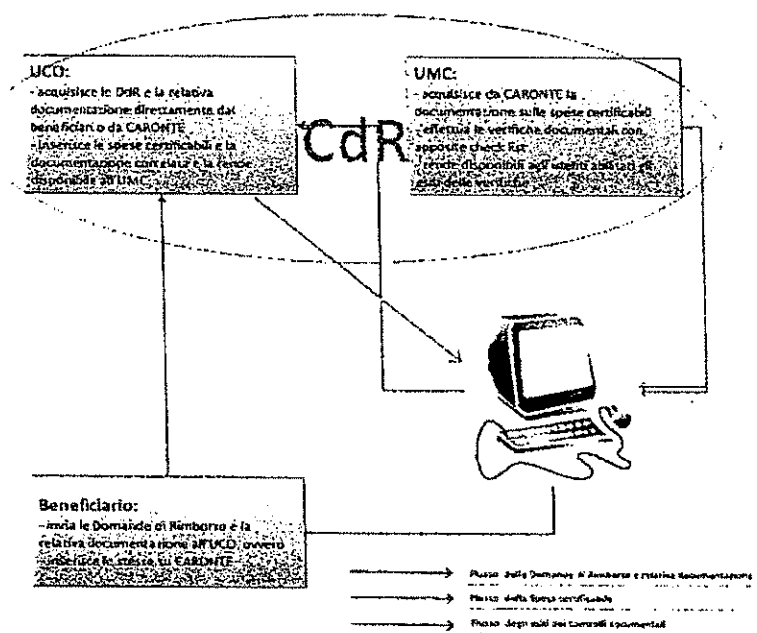 UCO:
- acquisisce le DdR e la relativa
documentazione direttamente dal
beneficiario da CARONTE
- Inserisce le spese certificabili e la
documentazione correlata e la rende
disponibile all'UMC
CdR
UMC:
- acquisisce da CARONTE la
documentazione sulle spese certificabili
- effettua le verifiche documentali con
apposite check list
- rende disponibili agli utenti abilitati gli
esiti delle verifiche
Beneficiario:
- invia le Domande di Rimborso e la
relativa documentazione all'UCO ovvero
- inserisce le stesse su CARONTE
Flusso delle Domande di Rimborso e relativa documentazione
Flusso della Spesa certificabile
Flusso degli esiti dei controlli documentali